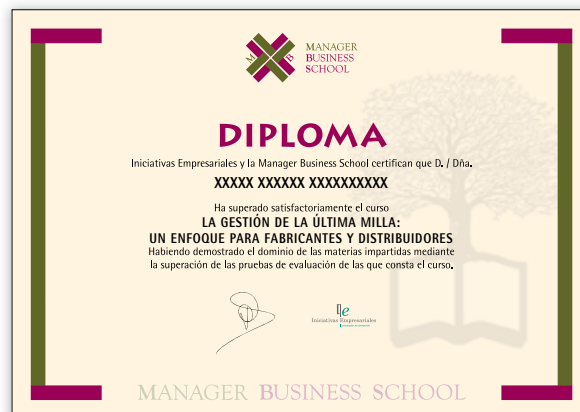 M B
MANAGER
BUSINESS
SCHOOL
DIPLOMA
Iniciativas Empresariales y la Manager Business School certifican que D. / Dña.
XXXXX XXXXXX XXXXXXXXXX
Ha superado satisfactoriamente el curso
LA GESTIÓN DE LA ÚLTIMA MILLA:
UN ENFOQUE PARA FABRICANTES Y DISTRIBUIDORES
Habiendo demostrado el dominio de las materias impartidas mediante
la superación de las pruebas de evaluación de las que consta el curso.
Iniciativas Empresariales
MANAGER BUSINESS SCHOOL